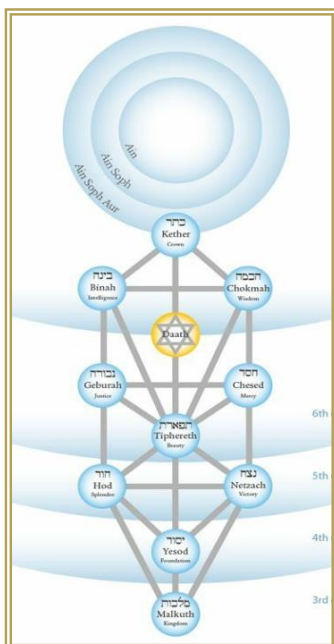 Ain
Ain Soph
Ain Soph Aur
כתר
Kether
Crown
בינה
Binah
Intelligence
חכמה
Chokmah
Wisdom
Daath
גבורה
Geburah
Justice
חסד
Chesed
Mercy
תפארת
Tiphereth
Beauty
6th
הוד
Hod
Splendor
נצח
Netzach
Victory
5th
יסוד
Yesod
Foundation
4th
3rd
מלכות
Malkuth
Kingdom